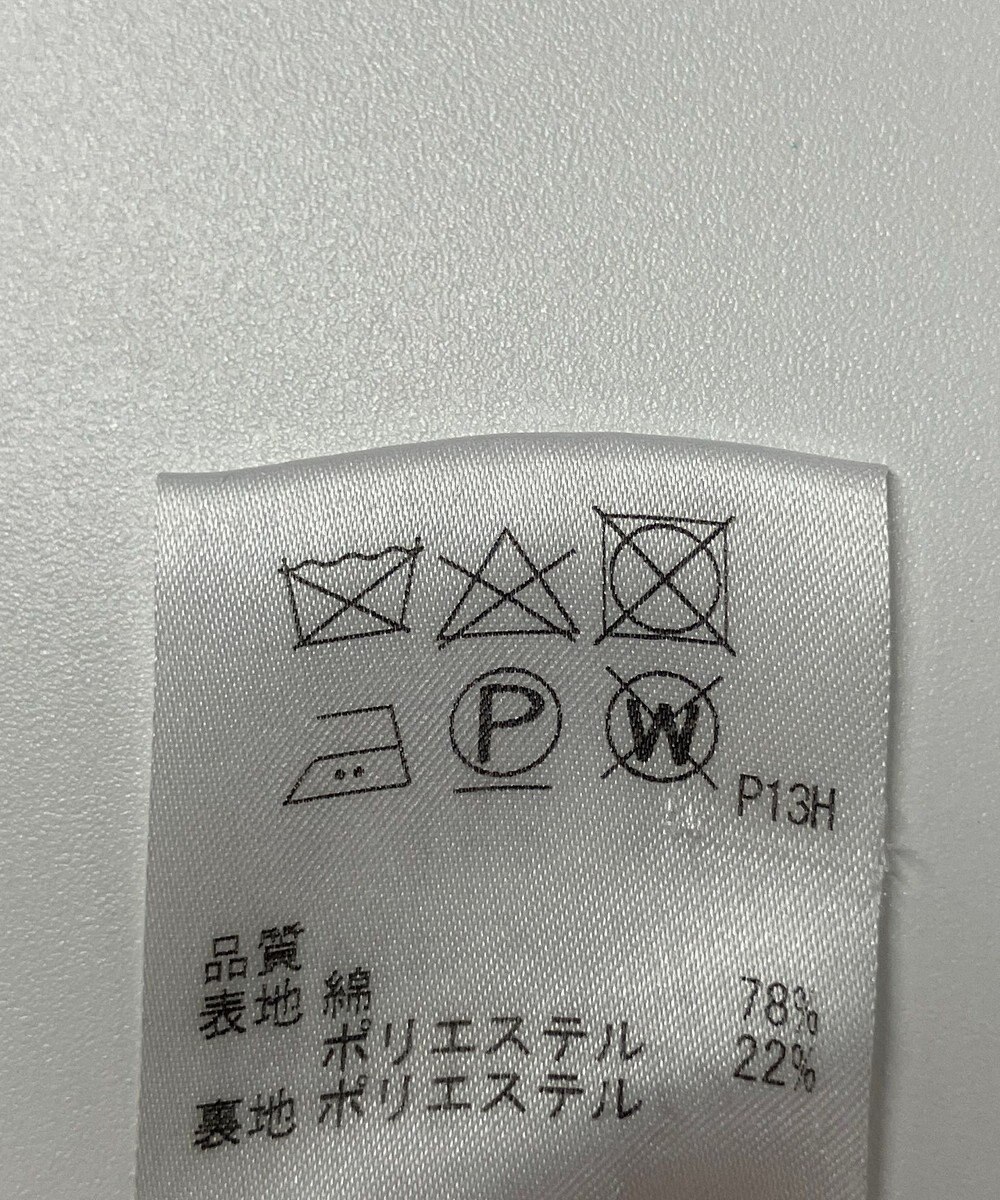 P W P13H
品質
表地 綿 78%
ポリエステル 22%
裏地 ポリエステル